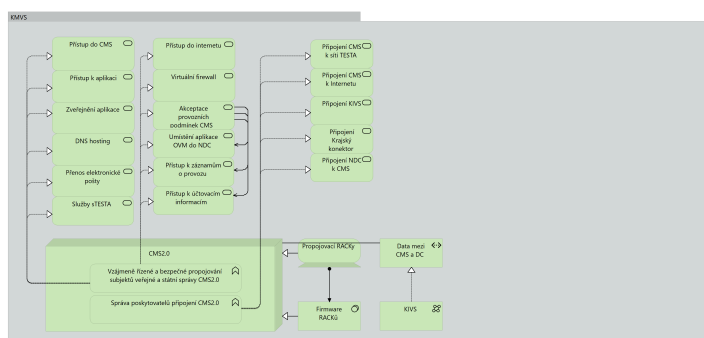 KMVS
Přístup do CMS
Přístup k aplikaci
Zveřejnění aplikace
DNS hosting
Přenos elektronické
pošty
Služby sTESTA
Přístup do internetu
Virtuální firewall
Akceptace
provozních
podmínek CMS
Umístění aplikace
OVM do NDC
Přístup k záznamům
o provozu
Přístup k účtovacím
informacím
Připojení CMS
k síti TESTA
Připojení CMS
k Internetu
Připojení KIVS
Připojení
Krajský
konektor
Připojení NDC
k CMS
CMS2.0
Vzájemné řízené a bezpečné propojování
subjektů veřejné a státní správy CMS2.0
Správa poskytovatelů připojení CMS2.0
Propojovací RACKy
Firmware
RACKů
Data mezi
CMS a DC
KIVS